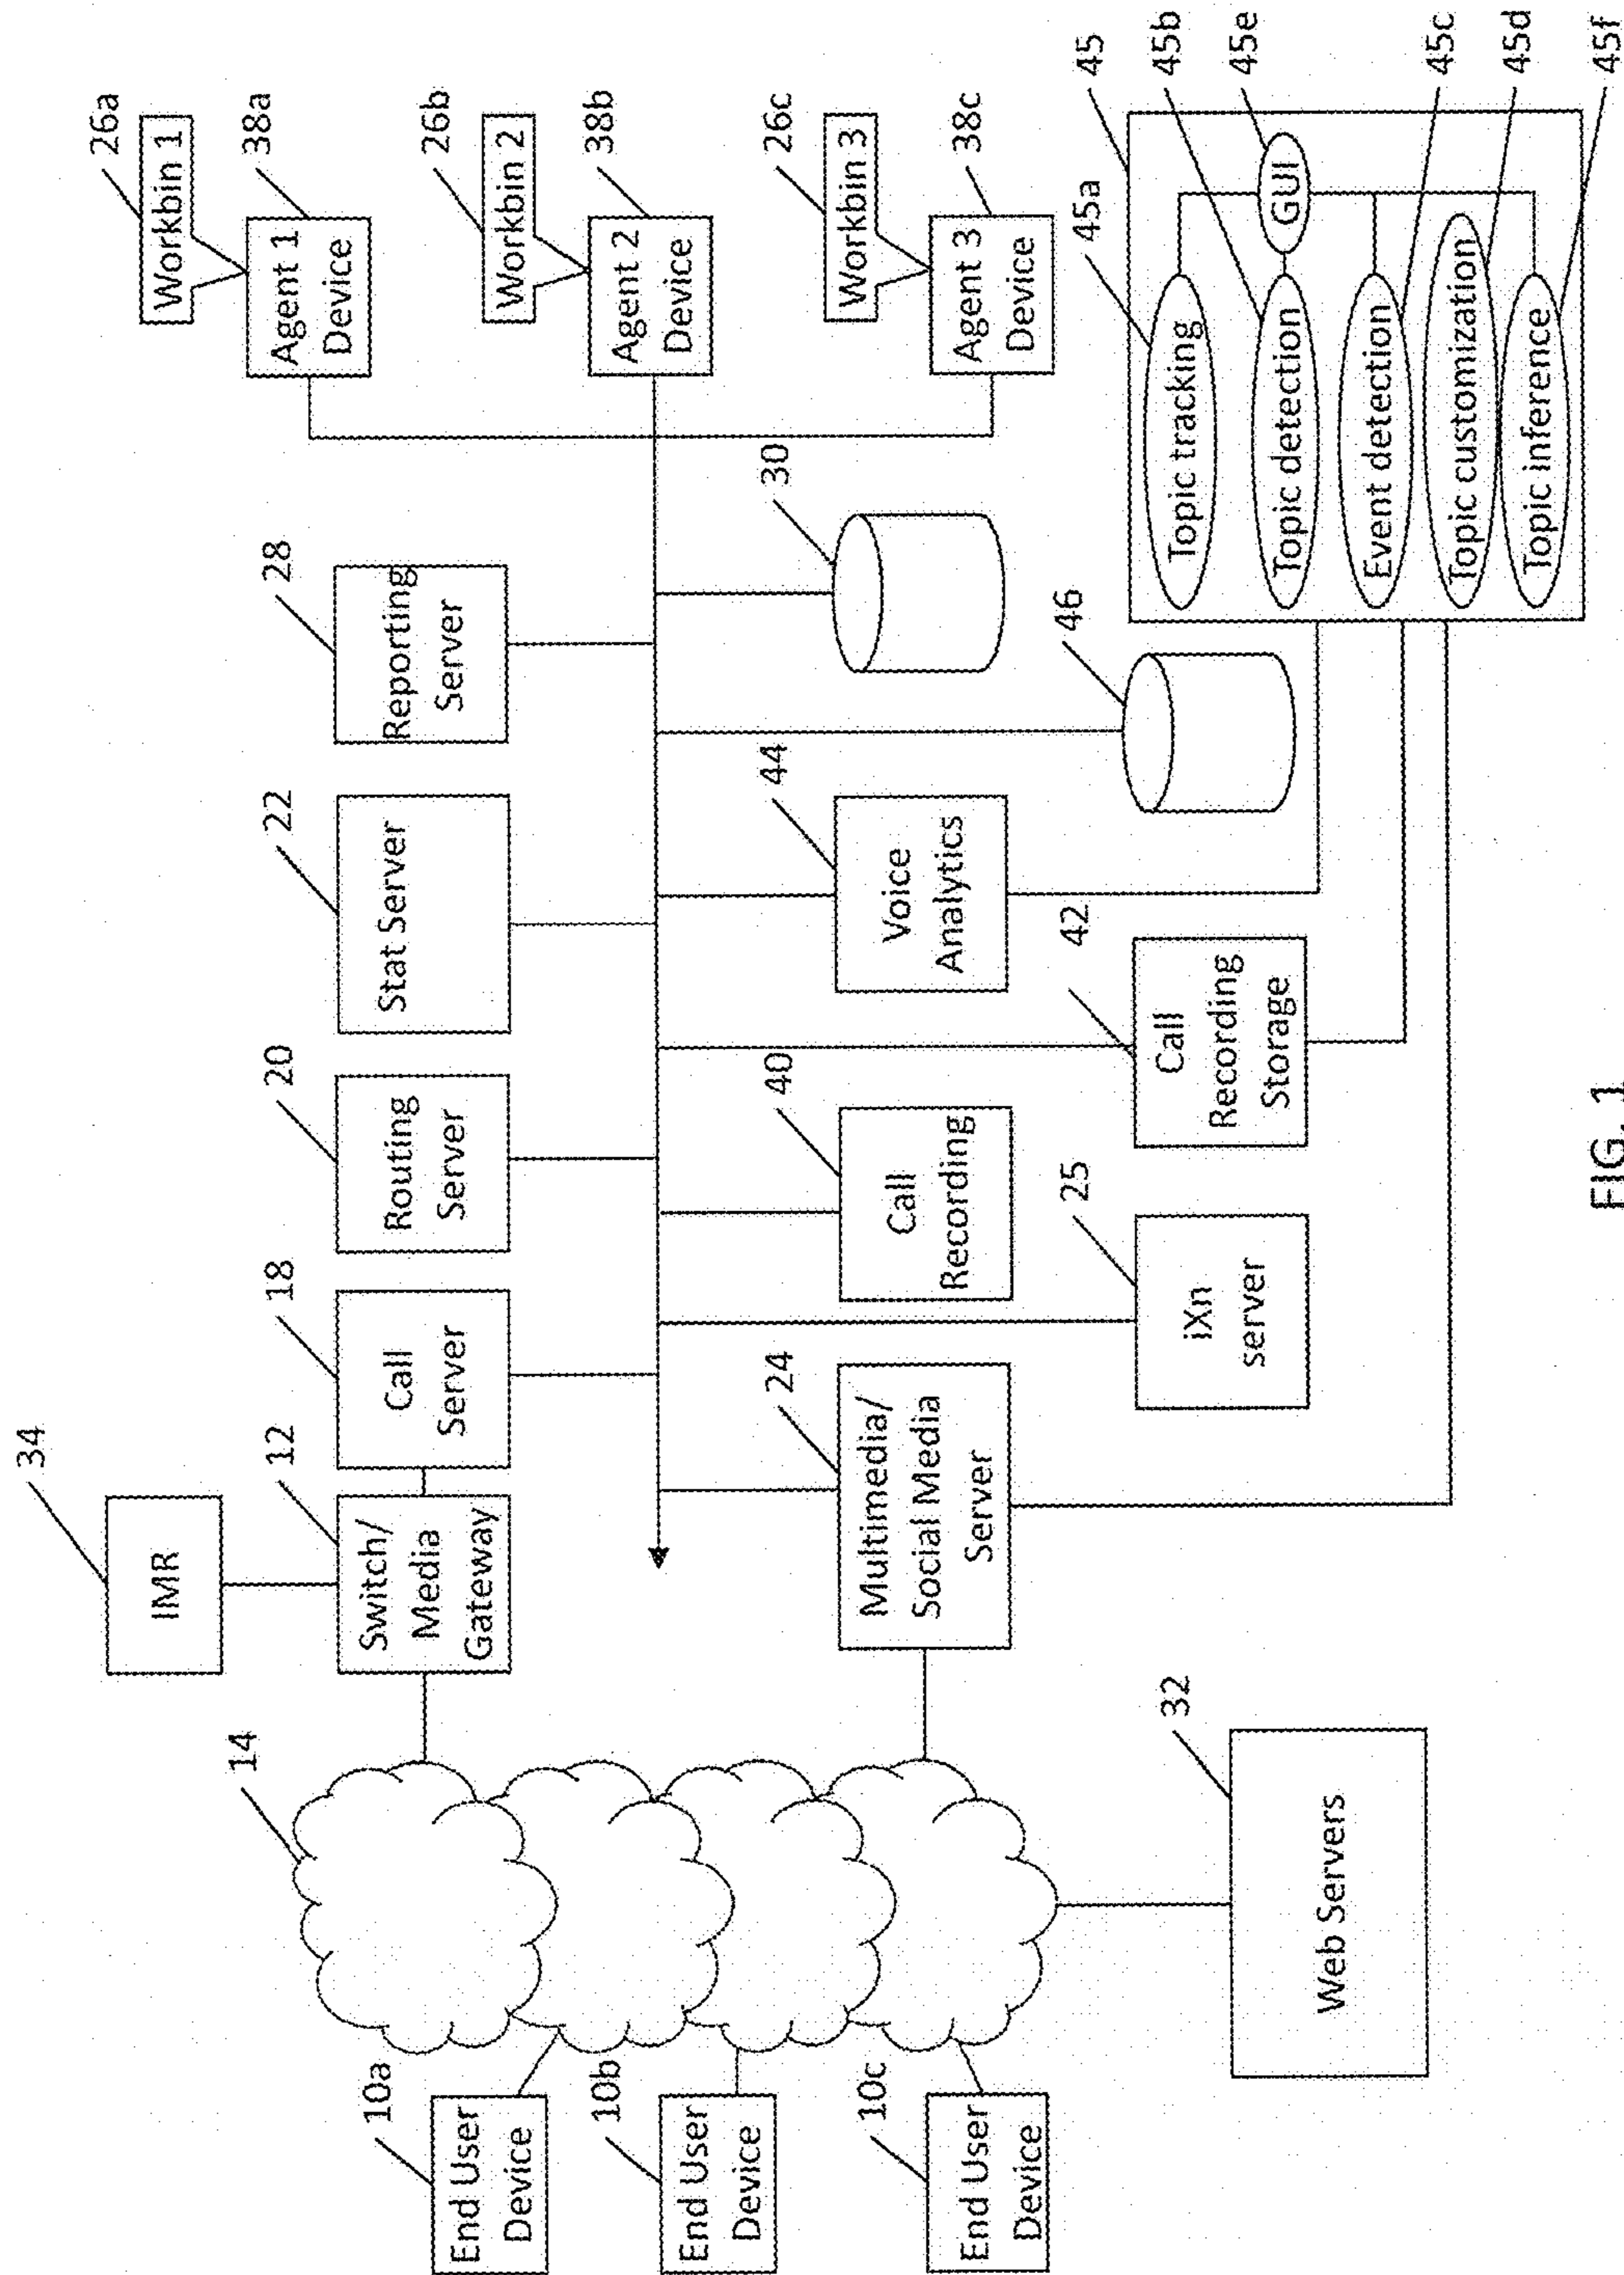 34
IMR
12
Switch/
Media
Gateway
18
Call
Server
20
Routing
Server
22
Stat Server
28
Reporting
Server
26a
Workbin 1
38a
Agent 1
Device
26b
Workbin 2
38b
Agent 2
Device
26c
Workbin 3
38c
Agent 3
Device
14
10a
End User
Device
10b
End User
Device
10c
End User
Device
24
Multimedia/
Social Media
Server
40
Call
Recording
44
Voice
Analytics
30
25
iXn
server
42
Call
Recording
Storage
46
32
Web Servers
45
45a
Topic tracking
45b
Topic detection
45e
GUI
45c
Event detection
45d
Topic customization
45f
Topic inference
FIG. 1